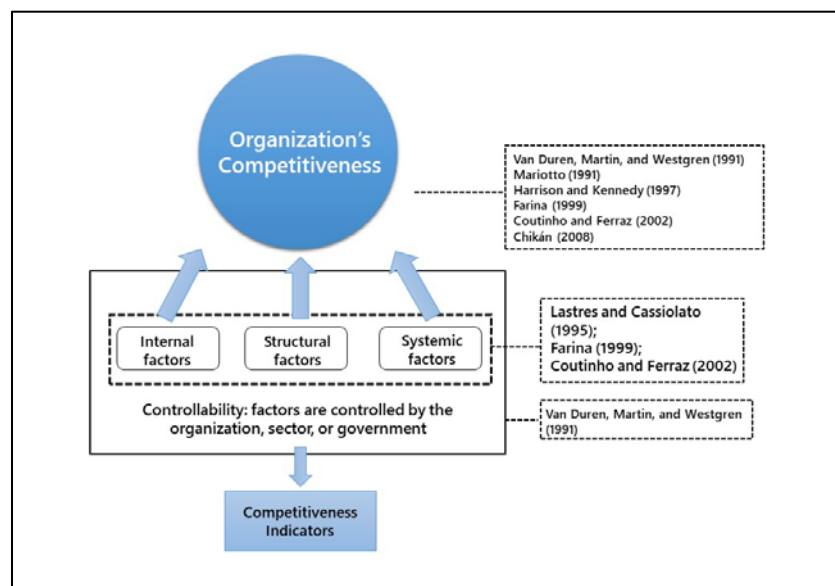 Organization's
Competitiveness
Van Duren, Martin, and Westgren (1991)
Mariotto (1991)
Harrison and Kennedy (1997)
Farina (1999)
Coutinho and Ferraz (2002)
Chikán (2008)
Internal
factors
Structural
factors
Systemic
factors
Lastres and Cassiolato
(1995);
Farina (1999);
Coutinho and Ferraz (2002)
Controllability: factors are controlled by the
organization, sector, or government
Van Duren, Martin, and Westgren
(1991)
Competitiveness
Indicators